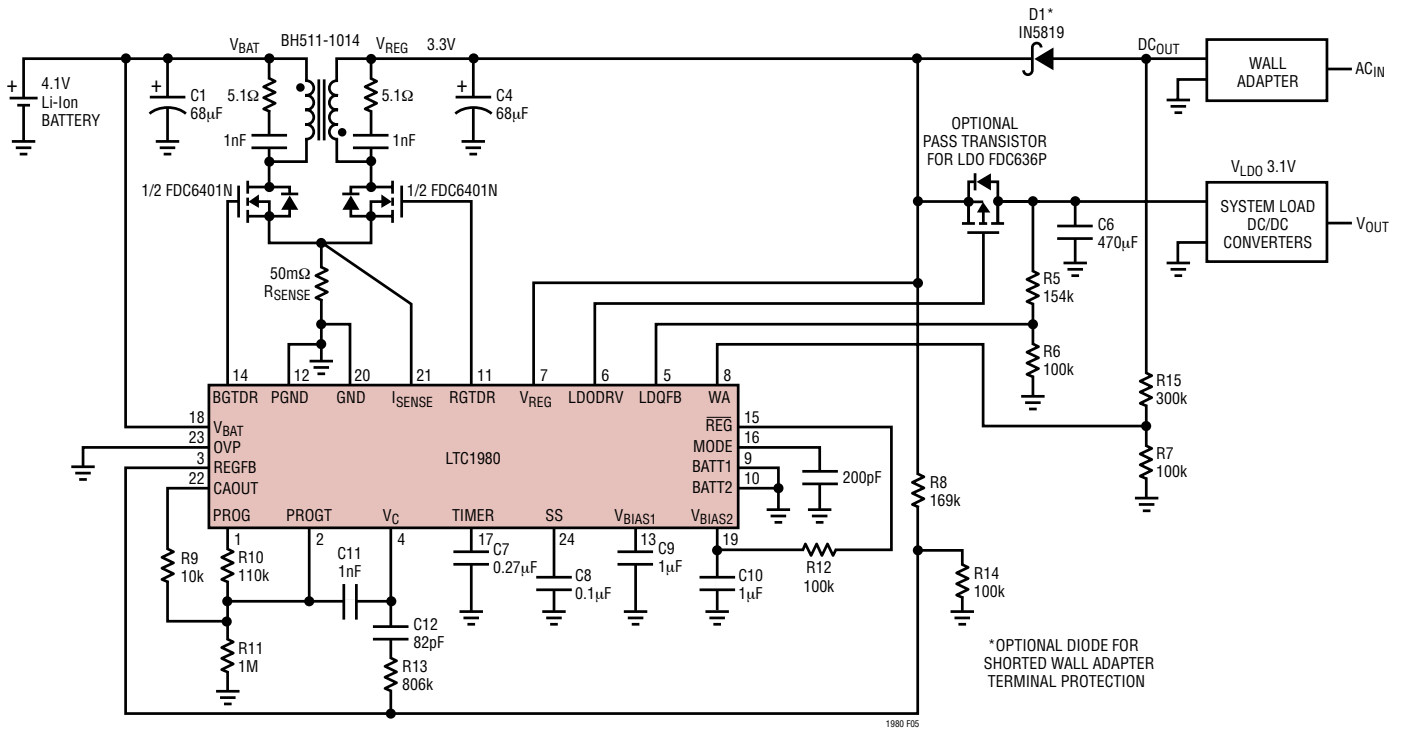 D1*
IN5819
VBAT
BH511-1014
VREG
3.3V
DCOUT
WALL
ADAPTER
ACIN
+
4.1V
Li-Ion
BATTERY
+
C1
68µF
5.1Ω
1nF
5.1Ω
1nF
+
C4
68µF
OPTIONAL
PASS TRANSISTOR
FOR LDO FDC636P
VLDO 3.1V
SYSTEM LOAD
DC/DC
CONVERTERS
VOUT
1/2 FDC6401N
1/2 FDC6401N
C6
470µF
50mΩ
RSENSE
R5
154k
R6
100k
R15
300k
R7
100k
14
12
20
21
11
7
6
5
8
BGTDR
PGND
GND
ISENSE
RGTDR
VREG
LDODRV
LDQFB
WA
18
VBAT
23
OVP
3
REGFB
22
CAOUT
LTC1980
REG
15
MODE
16
BATT1
9
BATT2
10
200pF
R8
169k
PROG
PROGT
VC
TIMER
SS
VBIAS1
VBIAS2
1
2
4
17
24
13
19
R9
10k
R10
110k
C11
1nF
C7
0.27µF
C8
0.1µF
C9
1µF
C10
1µF
R12
100k
R14
100k
C12
82pF
R11
1M
R13
806k
*OPTIONAL DIODE FOR
SHORTED WALL ADAPTER
TERMINAL PROTECTION
1980 F05